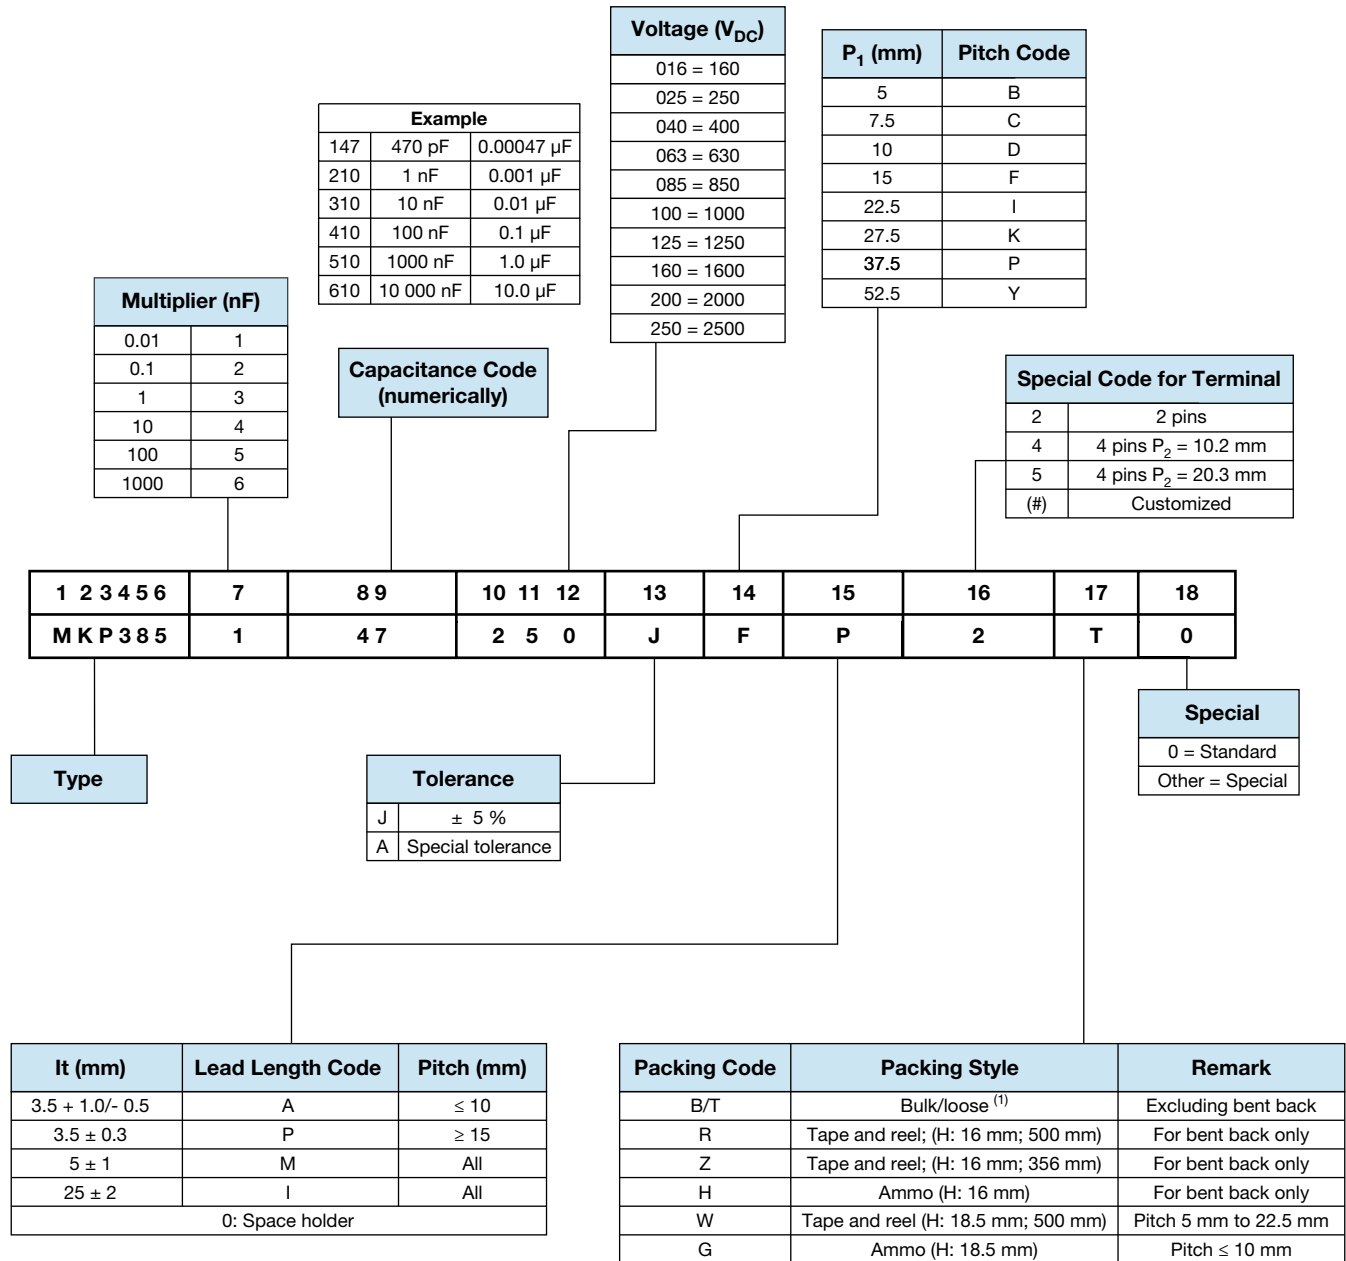 Voltage (VDC)
016 = 160
025 = 250
040 = 400
063 = 630
085 = 850
100 = 1000
125 = 1250
160 = 1600
200 = 2000
250 = 2500
P1 (mm) Pitch Code
5 B
7.5 C
10 D
15 F
22.5 I
27.5 K
37.5 P
52.5 Y
Example
147 470 pF 0.00047 µF
210 1 nF 0.001 µF
310 10 nF 0.01 µF
410 100 nF 0.1 µF
510 1000 nF 1.0 µF
610 10 000 nF 10.0 µF
Multiplier (nF)
0.01 1
0.1 2
1 3
10 4
100 5
1000 6
Capacitance Code
(numerically)
Special Code for Terminal
2 2 pins
4 4 pins P2 = 10.2 mm
5 4 pins P2 = 20.3 mm
(#) Customized
1 2 3 4 5 6 7 8 9 10 11 12 13 14 15 16 17 18
M K P 3 8 5 1 4 7 2 5 0 J F P 2 T 0
Type
Tolerance
J ± 5 %
A Special tolerance
Special
0 = Standard
Other = Special
lt (mm) Lead Length Code Pitch (mm)
3.5 + 1.0/- 0.5 A ≤ 10
3.5 ± 0.3 P ≥ 15
5 ± 1 M All
25 ± 2 I All
0: Space holder
Packing Code Packing Style Remark
B/T Bulk/loose (1) Excluding bent back
R Tape and reel; (H: 16 mm; 500 mm) For bent back only
Z Tape and reel; (H: 16 mm; 356 mm) For bent back only
H Ammo (H: 16 mm) For bent back only
W Tape and reel (H: 18.5 mm; 500 mm) Pitch 5 mm to 22.5 mm
G Ammo (H: 18.5 mm) Pitch ≤ 10 mm